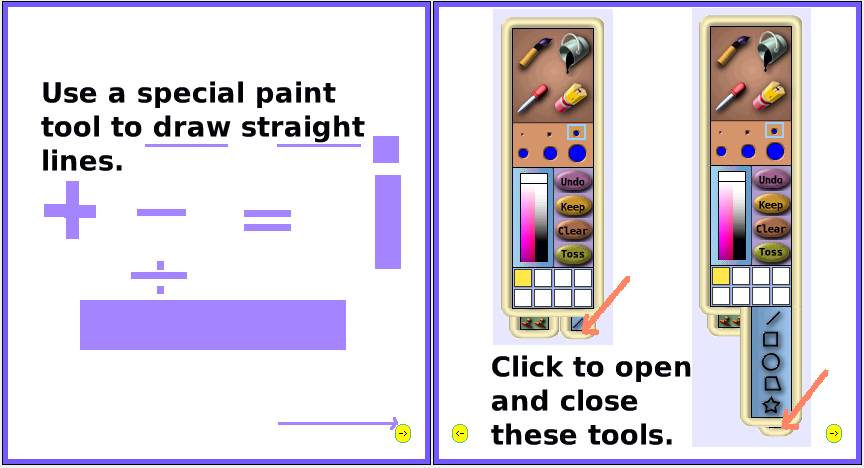 Use a special paint
tool to draw straight
lines.
->
Undo
Keep
Clear
Toss
Undo
Keep
Clear
Toss
Click to open
and close
these tools.
<-
->